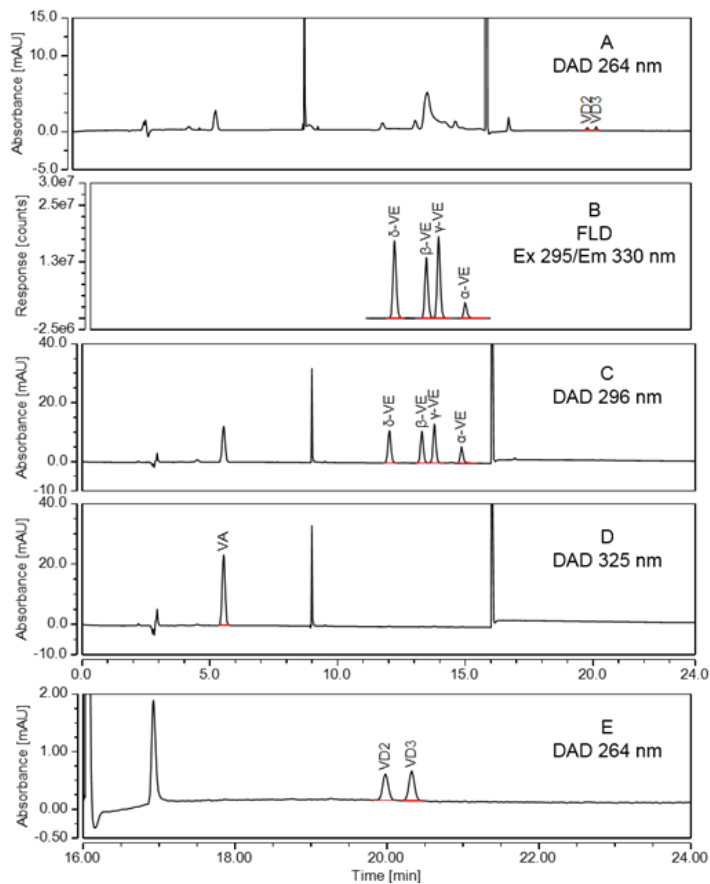 Absorbance [mAU]
15.0
10.0
0.0
-5.0
A
DAD 264 nm
VD2
VD3
Response [counts]
3.0e7
2.5e7
1.3e7
-2.5e6
δ-VE
β-VE
γ-VE
α-VE
B
FLD
Ex 295/Em 330 nm
Absorbance [mAU]
40.0
20.0
0.0
-10.0
δ-VE
β-VE
γ-VE
α-VE
C
DAD 296 nm
Absorbance [mAU]
40.0
20.0
0.0
-10.0
VA
D
DAD 325 nm
0.0 5.0 10.0 15.0 20.0 24.0
Absorbance [mAU]
2.00
1.00
0.00
-0.50
VD2
VD3
E
DAD 264 nm
16.00 18.00 20.00 22.00 24.00
Time [min]